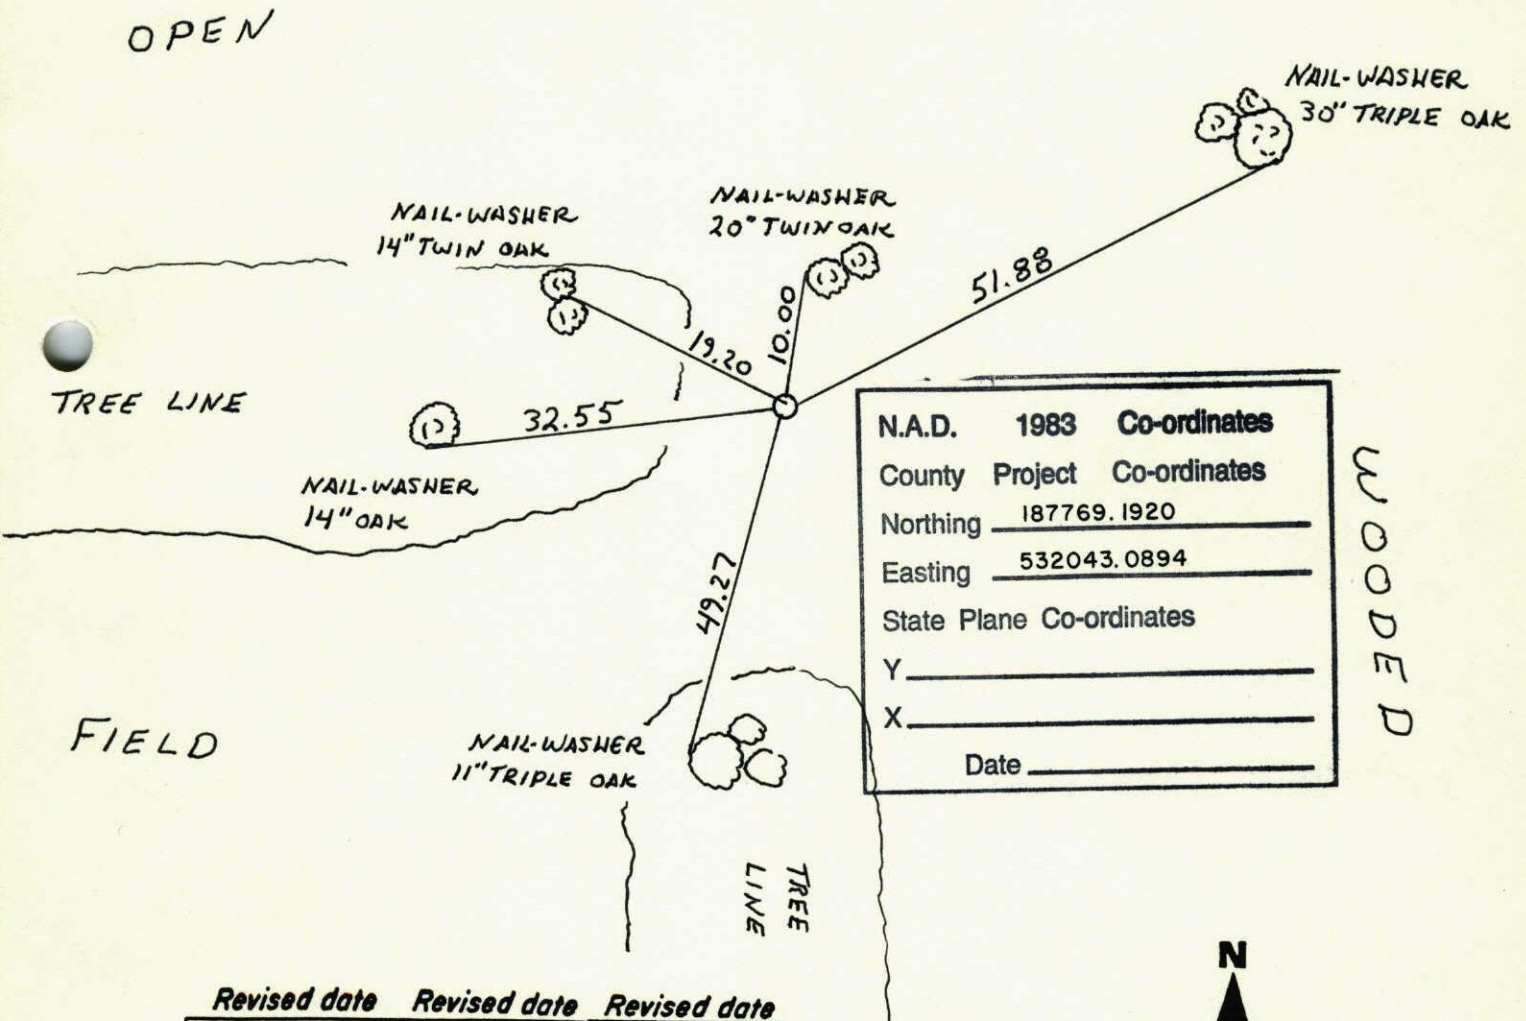 OPEN
NAIL-WASHER
30" TRIPLE OAK
NAIL-WASHER
20" TWIN OAK
NAIL-WASHER
14" TWIN OAK
51.88
10.00
19.20
TREE LINE
32.55
NAIL-WASHER
14" OAK
N.A.D. 1983 Co-ordinates
County Project Co-ordinates
Northing 187769.1920
Easting 532043.0894
State Plane Co-ordinates
Y
X
Date
WOODED
49.27
FIELD
NAIL-WASHER
11" TRIPLE OAK
TREE
LINE
N
Revised date Revised date Revised date